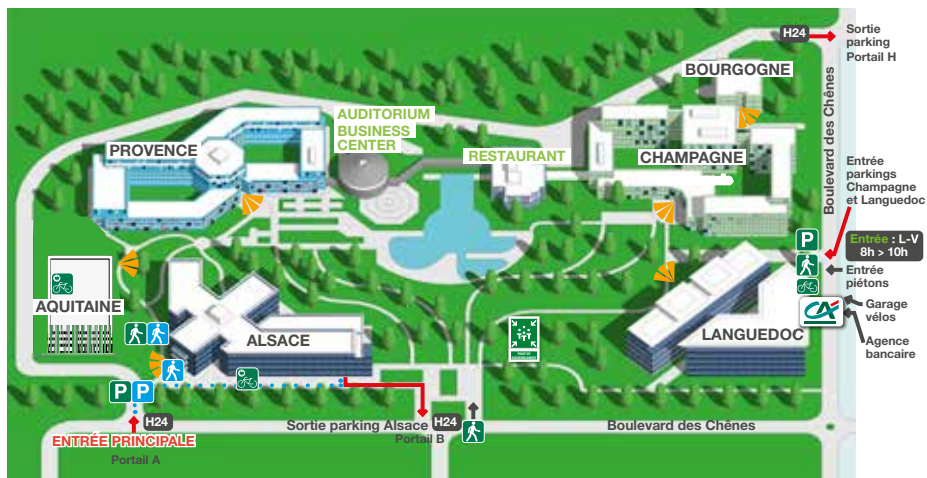 H24
Sortie
parking
Portail H
BOURGOGNE
Boulevard des Chênes
AUDITORIUM
BUSINESS
CENTER
PROVENCE
RESTAURANT
CHAMPAGNE
Entrée
parkings
Champagne
et Languedoc
P
Entrée : L-V
8h > 10h
Entrée
piétons
AQUITAINE
ALSACE
LANGUEDOC
CA
Garage
vélos
Agence
bancaire
P P
H24
ENTRÉE PRINCIPALE
Portail A
Sortie parking Alsace
H24
Portail B
Boulevard des Chênes